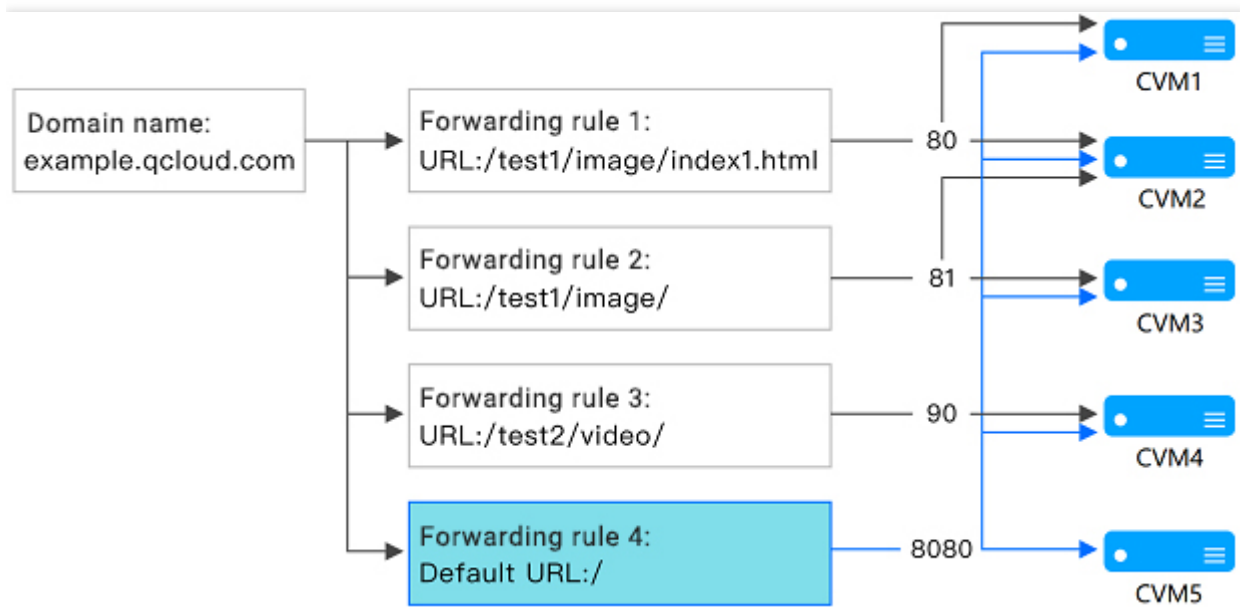 Domain name:
example.qcloud.com
Forwarding rule 1:
URL:/test1/image/index1.html
80
Forwarding rule 2:
URL:/test1/image/
81
Forwarding rule 3:
URL:/test2/video/
90
Forwarding rule 4:
Default URL:/
8080
CVM1
CVM2
CVM3
CVM4
CVM5